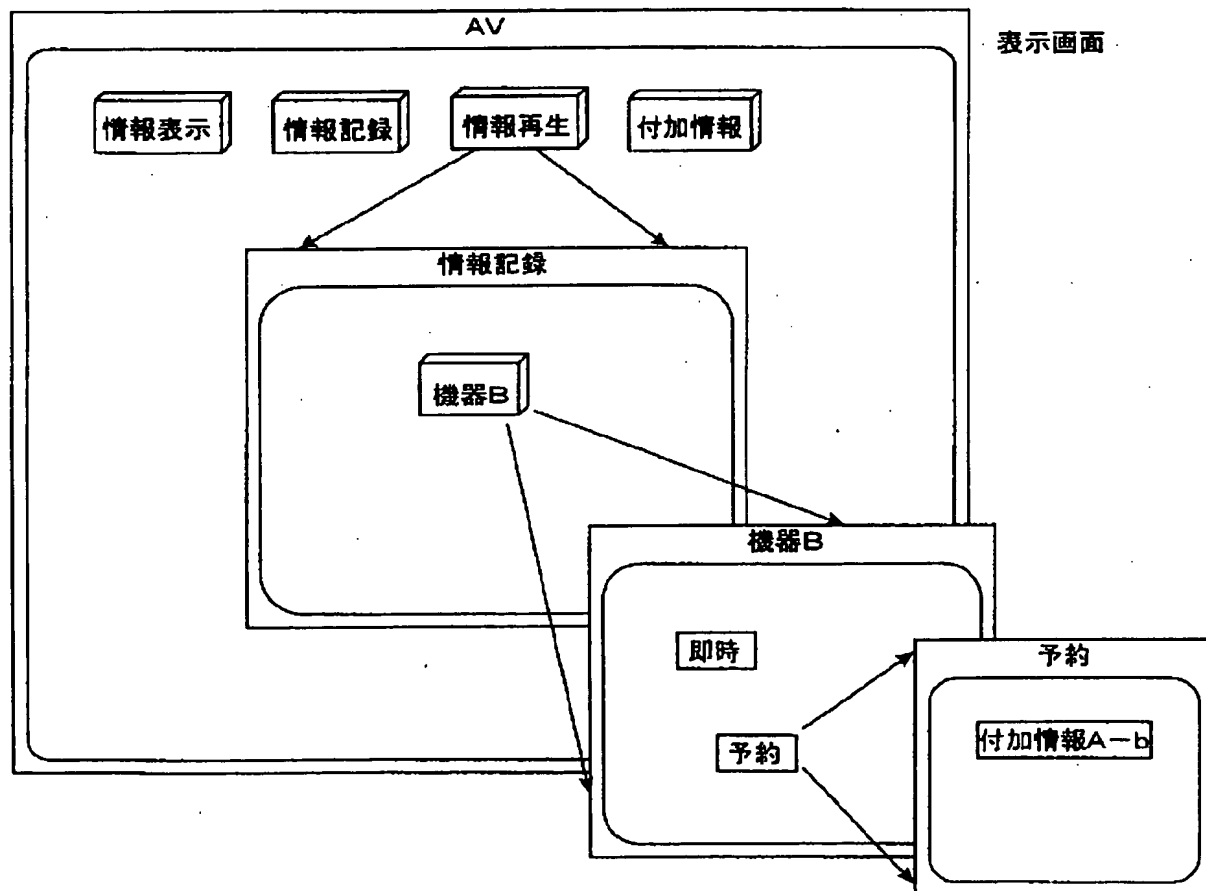 AV
表示画面
情報表示
情報記録
情報再生
付加情報
情報記録
機器B
機器B
即時
予約
予約
付加情報A－b